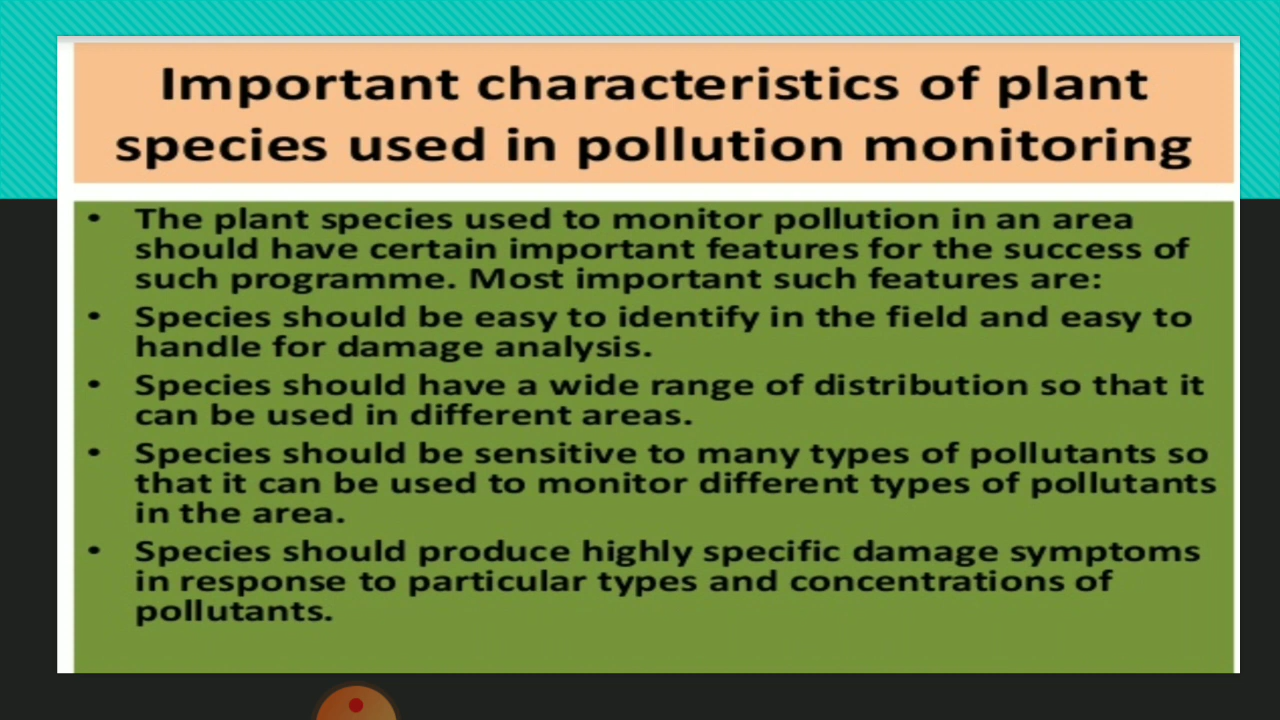 Important characteristics of plant
species used in pollution monitoring
• The plant species used to monitor pollution in an area
should have certain important features for the success of
such programme. Most important such features are:
• Species should be easy to identify in the field and easy to
handle for damage analysis.
• Species should have a wide range of distribution so that it
can be used in different areas.
• Species should be sensitive to many types of pollutants so
that it can be used to monitor different types of pollutants
in the area.
• Species should produce highly specific damage symptoms
in response to particular types and concentrations of
pollutants.